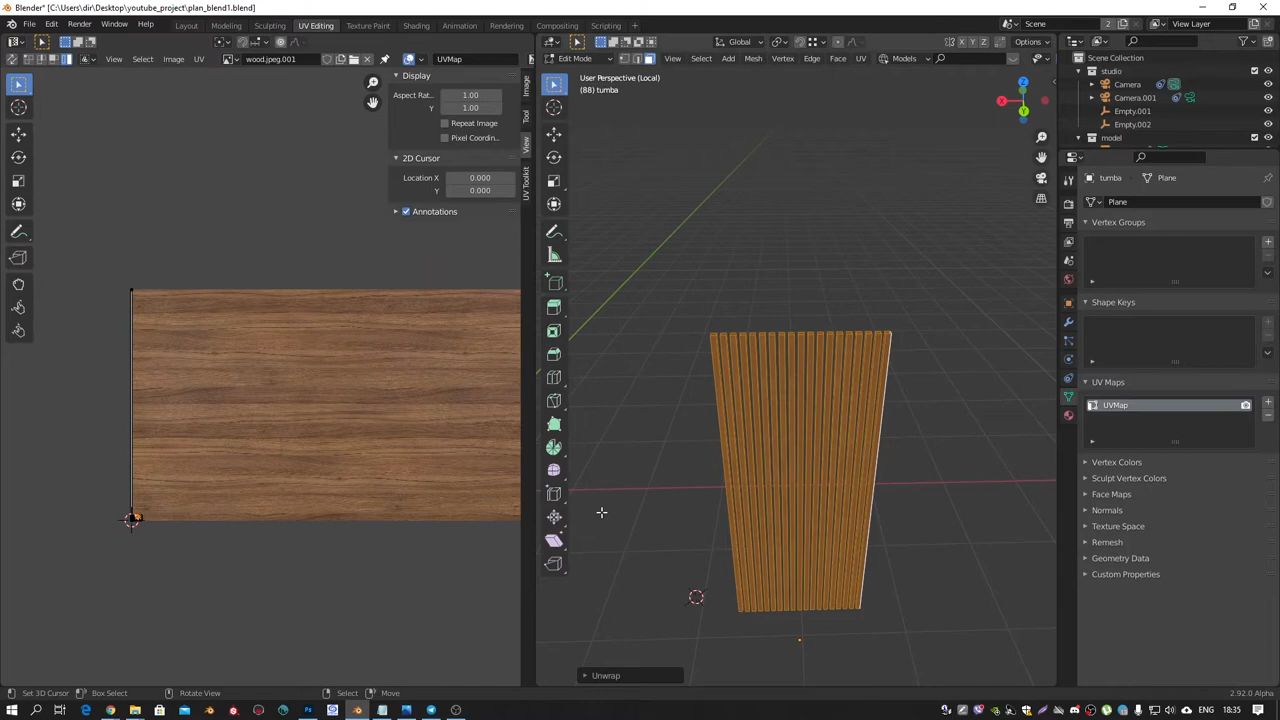 Blender* [C:\Users\dir\Desktop\youtube_project\plan_blend1.blend]
File Edit Render Window Help Layout Modeling Sculpting UV Editing Texture Paint Shading Animation Rendering Compositing Scripting Scene 2 View Layer
Global Options
View Select Image UV wood.jpeg.001 UVMap
Edit Mode View Select Add Mesh Vertex Edge Face UV Models
Display
Aspect Rat... 1.00
Y 1.00
Repeat Image
Pixel Coordin...
2D Cursor
Location X 0.000
Y 0.000
Annotations
Image
Tool
View
UV Toolkit
User Perspective (Local)
(88) tumba
X Y Z
Z
X
Y
Unwrap
Scene Collection
studio
Camera
Camera.001
Empty.001
Empty.002
model
tumba Plane
Plane
Vertex Groups
Shape Keys
UV Maps
UVMap
Vertex Colors
Sculpt Vertex Colors
Face Maps
Normals
Texture Space
Remesh
Geometry Data
Custom Properties
Set 3D Cursor Box Select Rotate View Select Move 2.92.0 Alpha
ENG 18:35